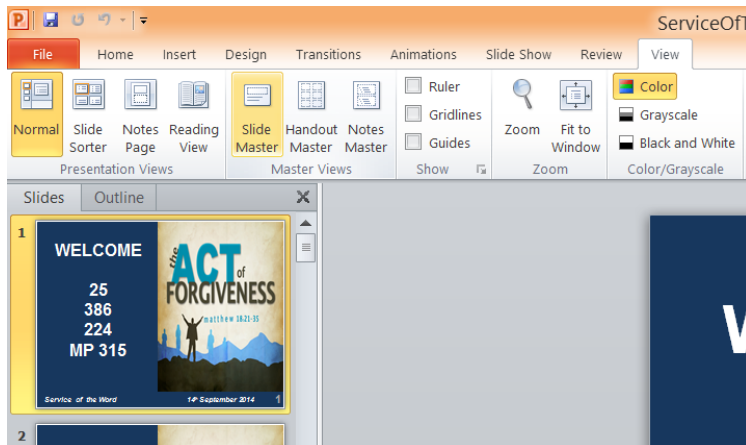 ServiceOfT
File Home Insert Design Transitions Animations Slide Show Review View
Normal
Slide Sorter
Notes Page
Reading View
Slide Master
Handout Master
Notes Master
Ruler
Gridlines
Guides
Zoom
Fit to Window
Color
Grayscale
Black and White
Presentation Views
Master Views
Show
Zoom
Color/Grayscale
Slides Outline
1
WELCOME
25
386
224
MP 315
the
ACT
of
FORGIVENESS
matthew 18:21-35
Service of the Word
14th September 2014
1
2
W